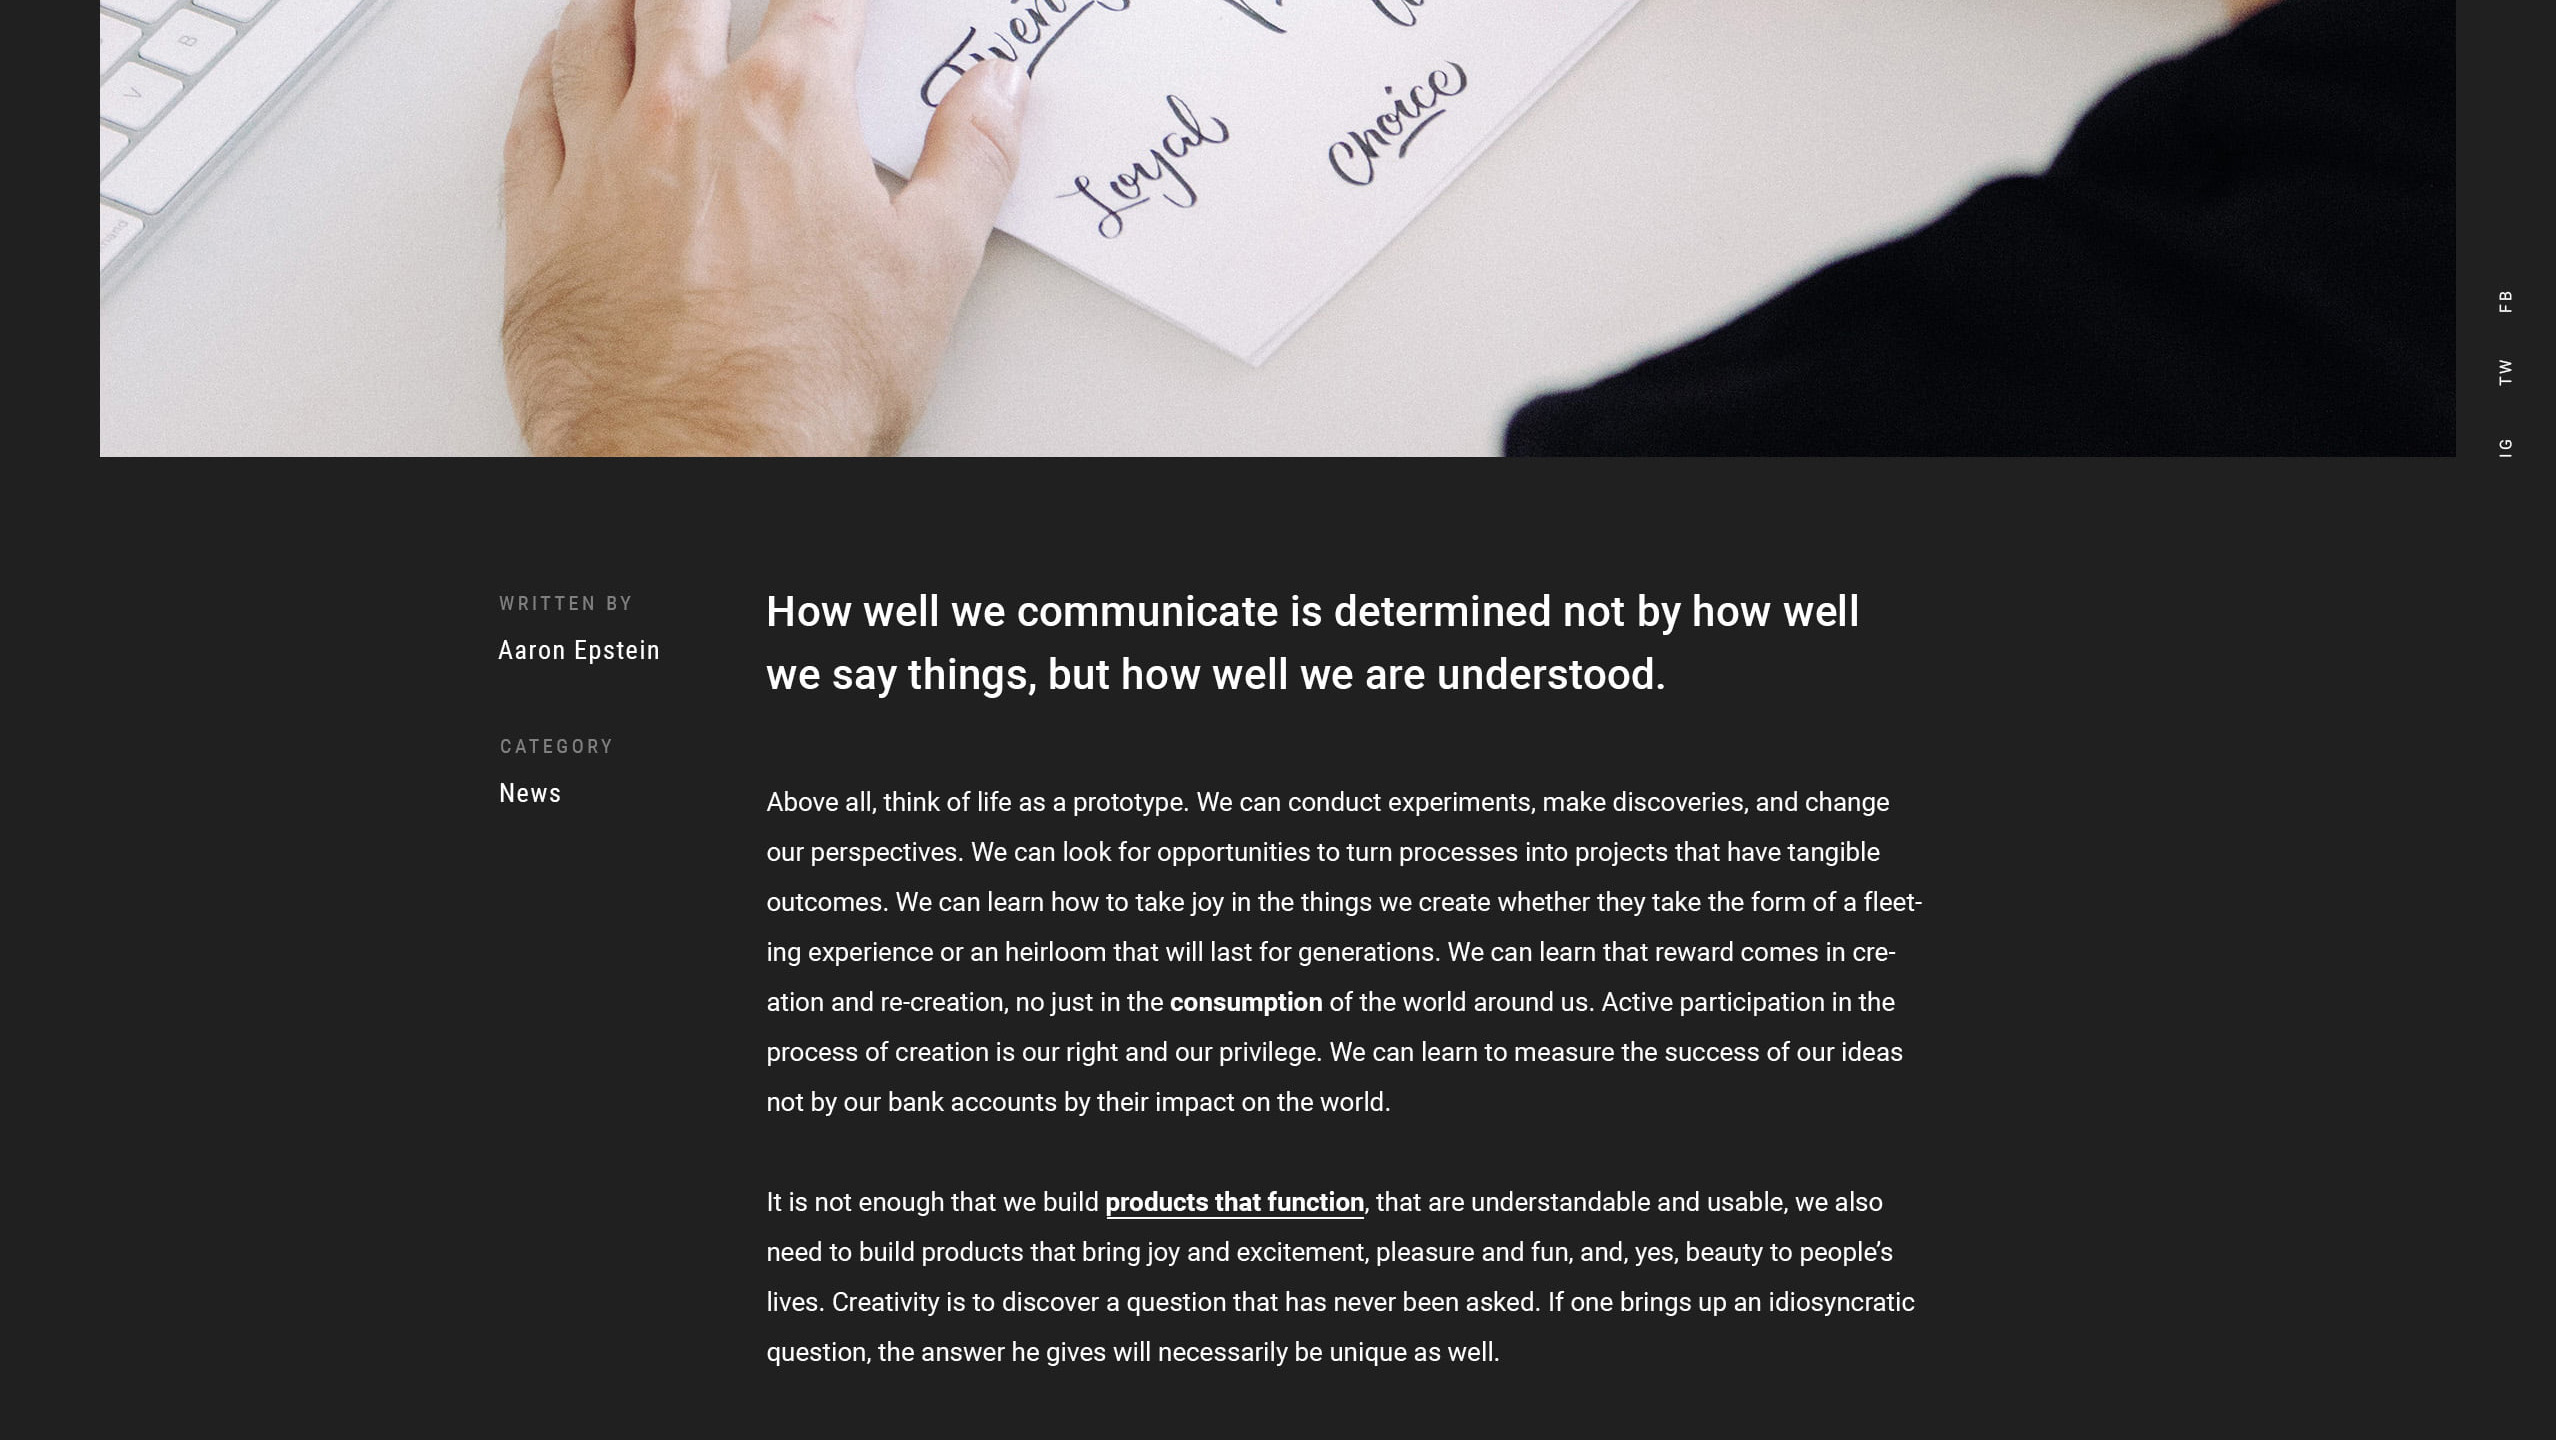 B
V
Loyal
Choice
FB
TW
IG
WRITTEN BY
Aaron Epstein
CATEGORY
News
How well we communicate is determined not by how well
we say things, but how well we are understood.
Above all, think of life as a prototype. We can conduct experiments, make discoveries, and change
our perspectives. We can look for opportunities to turn processes into projects that have tangible
outcomes. We can learn how to take joy in the things we create whether they take the form of a fleet-
ing experience or an heirloom that will last for generations. We can learn that reward comes in cre-
ation and re-creation, no just in the consumption of the world around us. Active participation in the
process of creation is our right and our privilege. We can learn to measure the success of our ideas
not by our bank accounts by their impact on the world.
It is not enough that we build products that function, that are understandable and usable, we also
need to build products that bring joy and excitement, pleasure and fun, and, yes, beauty to people’s
lives. Creativity is to discover a question that has never been asked. If one brings up an idiosyncratic
question, the answer he gives will necessarily be unique as well.